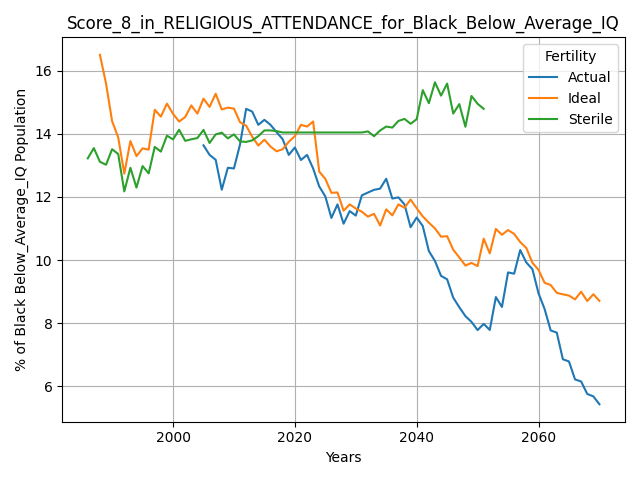 Score_8_in_RELIGIOUS_ATTENDANCE_for_Black_Below_Average_IQ
% of Black Below_Average_IQ Population
16
14
12
10
8
6
Fertility
Actual
Ideal
Sterile
2000
2020
2040
2060
Years